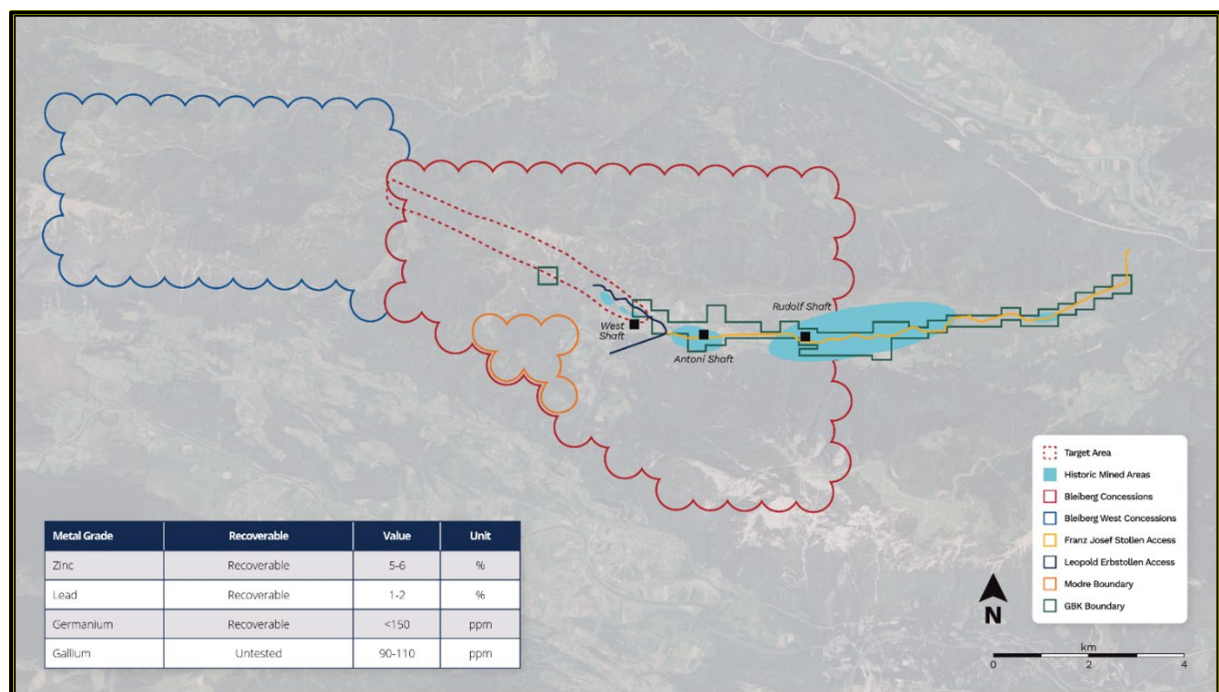 Rudolf Shaft
West
Shaft
Antoni Shaft
Target Area
Historic Mined Areas
Bleiberg Concessions
Bleiberg West Concessions
Franz Josef Stollen Access
Leopold Erbstollen Access
Modre Boundary
GBK Boundary
Metal Grade Recoverable Value Unit
Zinc Recoverable 5-6 %
Lead Recoverable 1-2 %
Germanium Recoverable <150 ppm
Gallium Untested 90-110 ppm
N
km
0 2 4